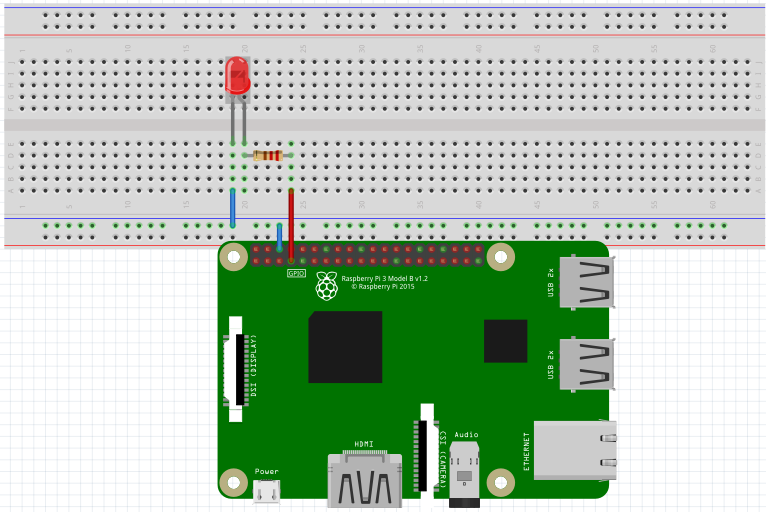 1 5 10 15 20 25 30 35 40 45 50 55 60
J
I
H
G
F
E
D
C
B
A
1 5 10 15 20 25 30 35 40 45 50 55 60
GPIO
Raspberry Pi 3 Model B v1.2
© Raspberry Pi 2015
USB 2x
DSI (DISPLAY)
USB 2x
HDMI
CSI (CAMERA)
Audio
ETHERNET
Power